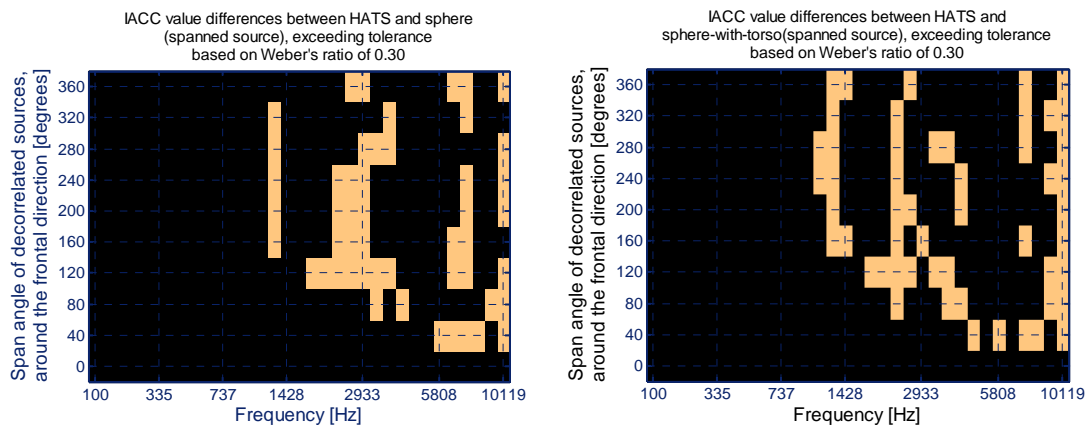 IACC value differences between HATS and sphere
(spanned source), exceeding tolerance
based on Weber's ratio of 0.30
Span angle of decorrelated sources,
around the frontal direction [degrees]
360
320
280
240
200
160
120
80
40
0
100 335 737 1428 2933 5808 10119
Frequency [Hz]
IACC value differences between HATS and
sphere-with-torso(spanned source), exceeding tolerance
based on Weber's ratio of 0.30
Span angle of decorrelated sources,
around the frontal direction [degrees]
360
320
280
240
200
160
120
80
40
0
100 335 737 1428 2933 5808 10119
Frequency [Hz]